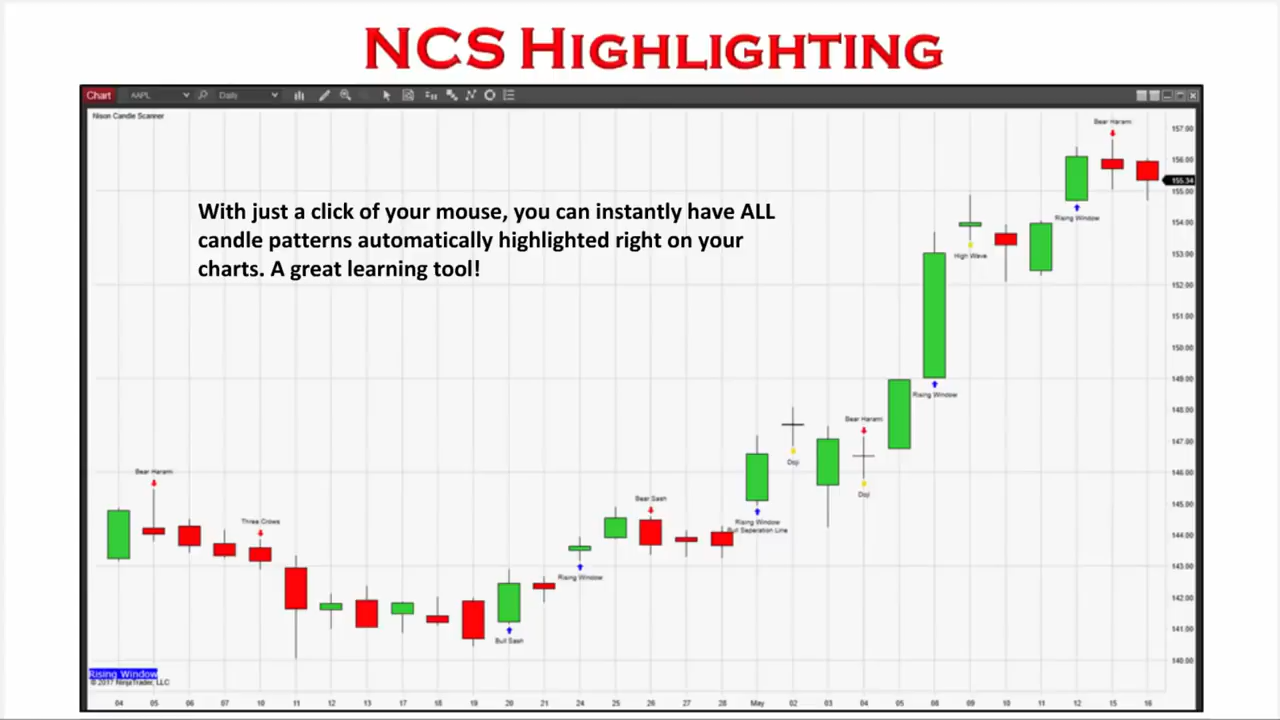 NCS HIGHLIGHTING
Chart AAPL Daily
Nison Candle Scanner
With just a click of your mouse, you can instantly have ALL
candle patterns automatically highlighted right on your
charts. A great learning tool!
Bear Harami
Three Crows
Bull Sash
Rising Window
Bear Sash
Rising Window
Bull Seperation Line
Doji
Bear Harami
Doji
Rising Window
High Wave
Rising Window
Bear Harami
157.00
156.00
155.34
155.00
154.00
153.00
152.00
151.00
150.00
149.00
148.00
147.00
146.00
145.00
144.00
143.00
142.00
141.00
140.00
Rising Window
© 2017 NinjaTrader, LLC
04 05 06 07 10 11 12 13 17 18 19 20 21 24 25 26 27 28 May 02 03 04 05 08 09 10 11 12 15 16